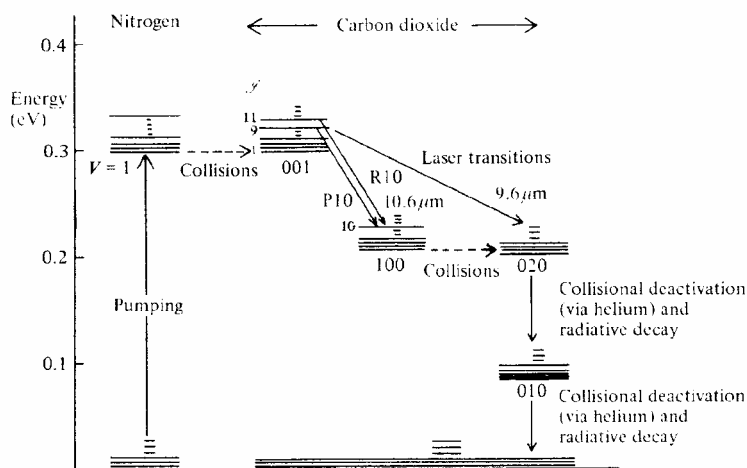 Nitrogen
Carbon dioxide
0.4
Energy
(eV)
𝒥
11
9
1
0.3
V = 1
Collisions
001
Laser transitions
R10
P10
10.6μm
9.6μm
10
0.2
100
Collisions
020
Pumping
Collisional deactivation
(via helium) and
radiative decay
0.1
010
Collisional deactivation
(via helium) and
radiative decay